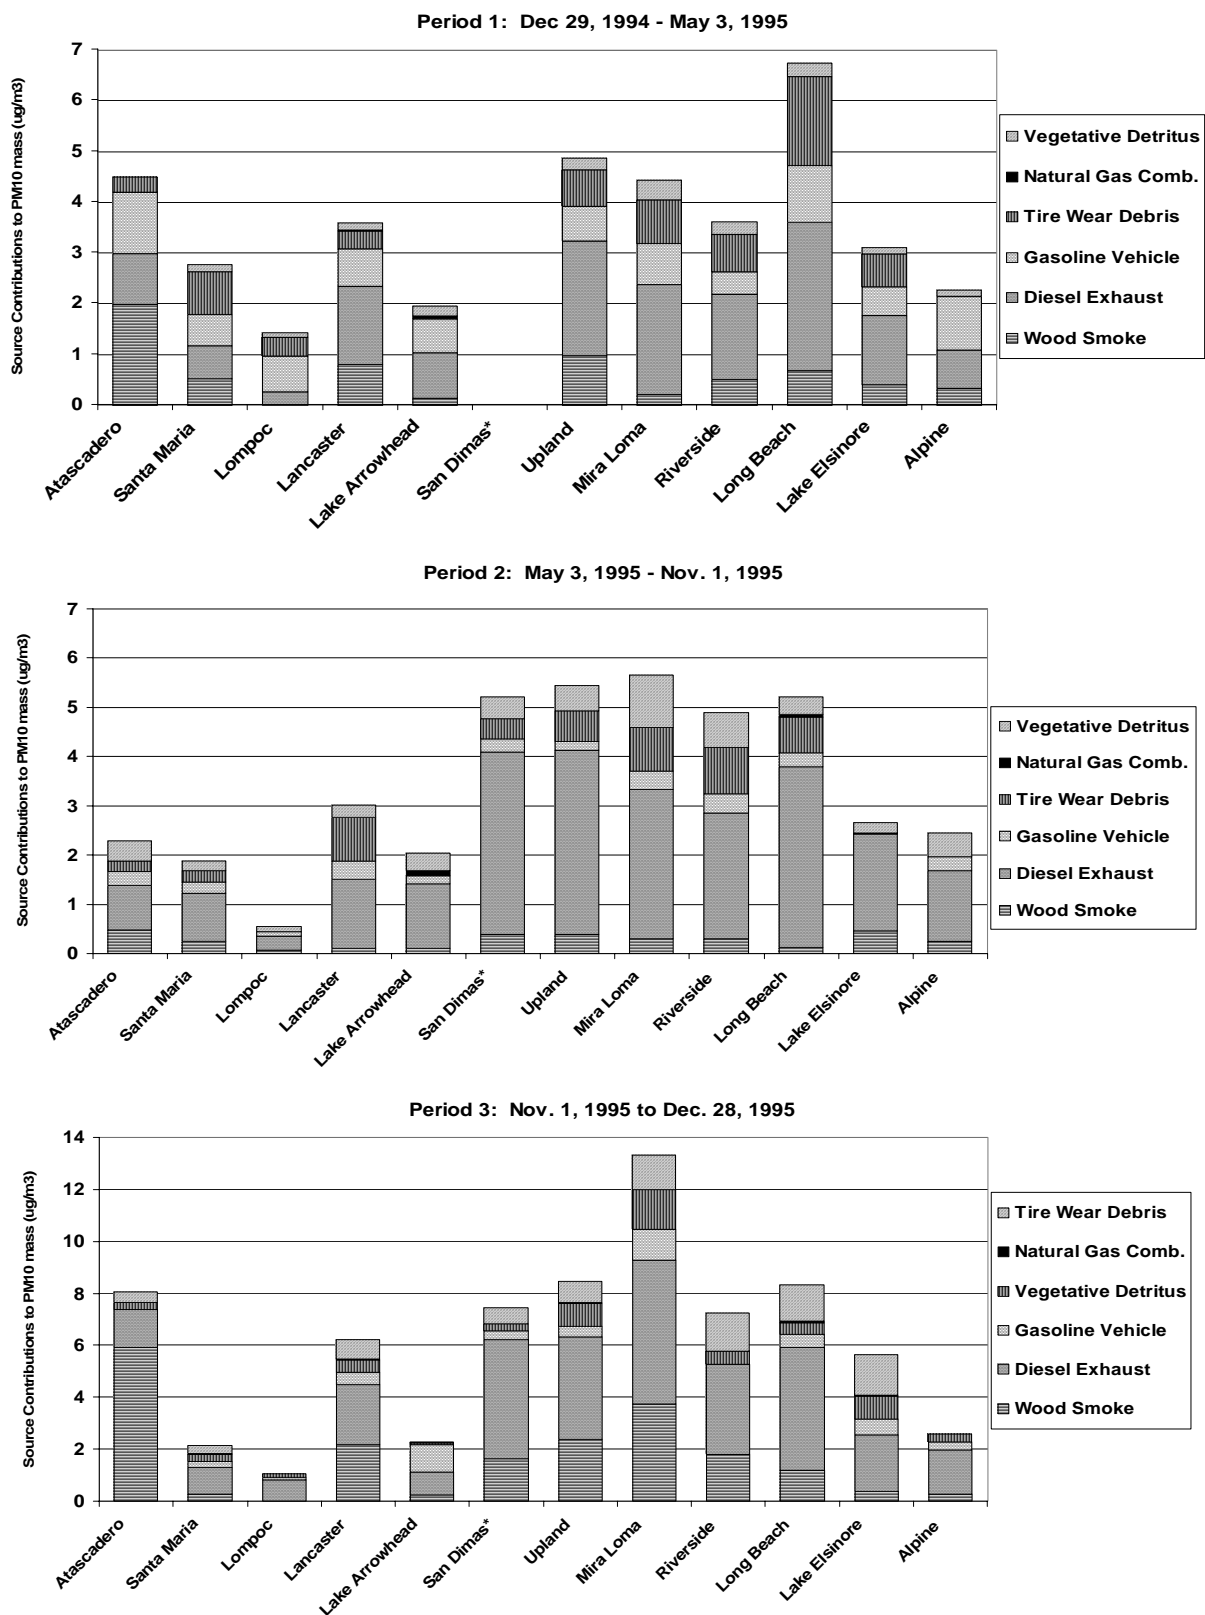 Period 1:  Dec 29, 1994 - May 3, 1995
Source Contributions to PM10 mass (ug/m3)
7
6
5
4
3
2
1
0
Atascadero
Santa Maria
Lompoc
Lancaster
Lake Arrowhead
San Dimas*
Upland
Mira Loma
Riverside
Long Beach
Lake Elsinore
Alpine
Vegetative Detritus
Natural Gas Comb.
Tire Wear Debris
Gasoline Vehicle
Diesel Exhaust
Wood Smoke
Period 2:  May 3, 1995 - Nov. 1, 1995
Source Contributions to PM10 mass (ug/m3)
7
6
5
4
3
2
1
0
Atascadero
Santa Maria
Lompoc
Lancaster
Lake Arrowhead
San Dimas*
Upland
Mira Loma
Riverside
Long Beach
Lake Elsinore
Alpine
Vegetative Detritus
Natural Gas Comb.
Tire Wear Debris
Gasoline Vehicle
Diesel Exhaust
Wood Smoke
Period 3:  Nov. 1, 1995 to Dec. 28, 1995
Source Contributions to PM10 mass (ug/m3)
14
12
10
8
6
4
2
0
Atascadero
Santa Maria
Lompoc
Lancaster
Lake Arrowhead
San Dimas*
Upland
Mira Loma
Riverside
Long Beach
Lake Elsinore
Alpine
Tire Wear Debris
Natural Gas Comb.
Vegetative Detritus
Gasoline Vehicle
Diesel Exhaust
Wood Smoke